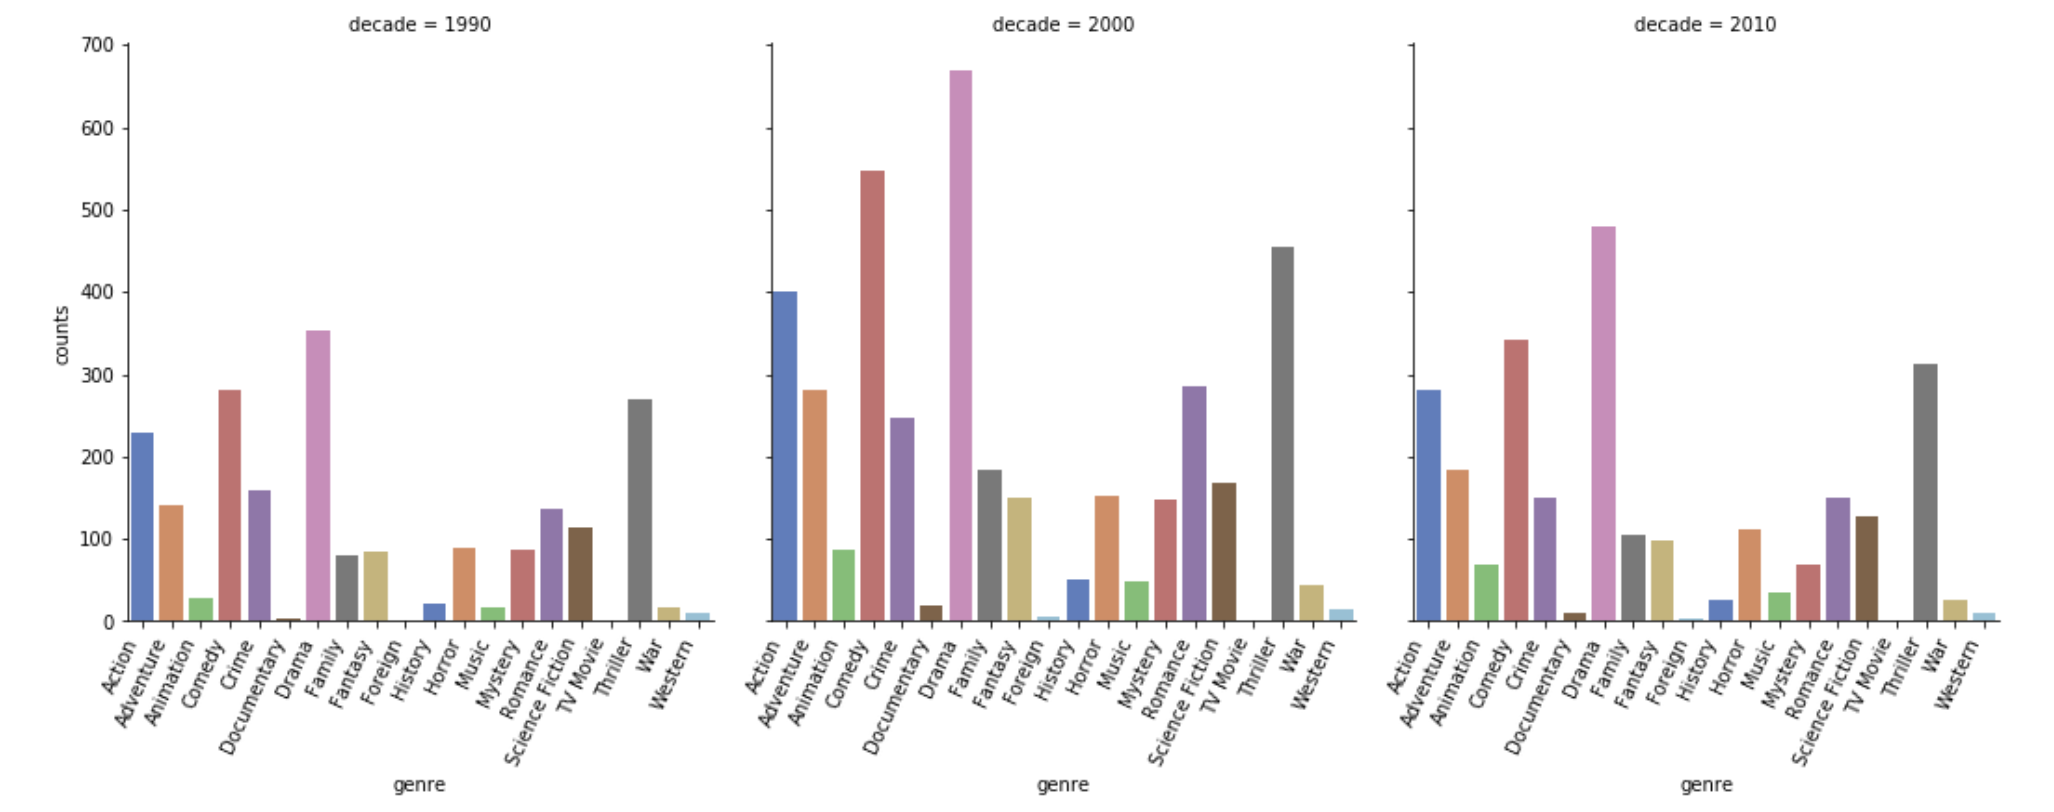 decade = 1990
decade = 2000
decade = 2010
700
600
500
400
300
200
100
0
counts
Action
Adventure
Animation
Comedy
Crime
Documentary
Drama
Family
Fantasy
Foreign
History
Horror
Music
Mystery
Romance
Science Fiction
TV Movie
Thriller
War
Western
genre
Action
Adventure
Animation
Comedy
Crime
Documentary
Drama
Family
Fantasy
Foreign
History
Horror
Music
Mystery
Romance
Science Fiction
TV Movie
Thriller
War
Western
genre
Action
Adventure
Animation
Comedy
Crime
Documentary
Drama
Family
Fantasy
Foreign
History
Horror
Music
Mystery
Romance
Science Fiction
TV Movie
Thriller
War
Western
genre